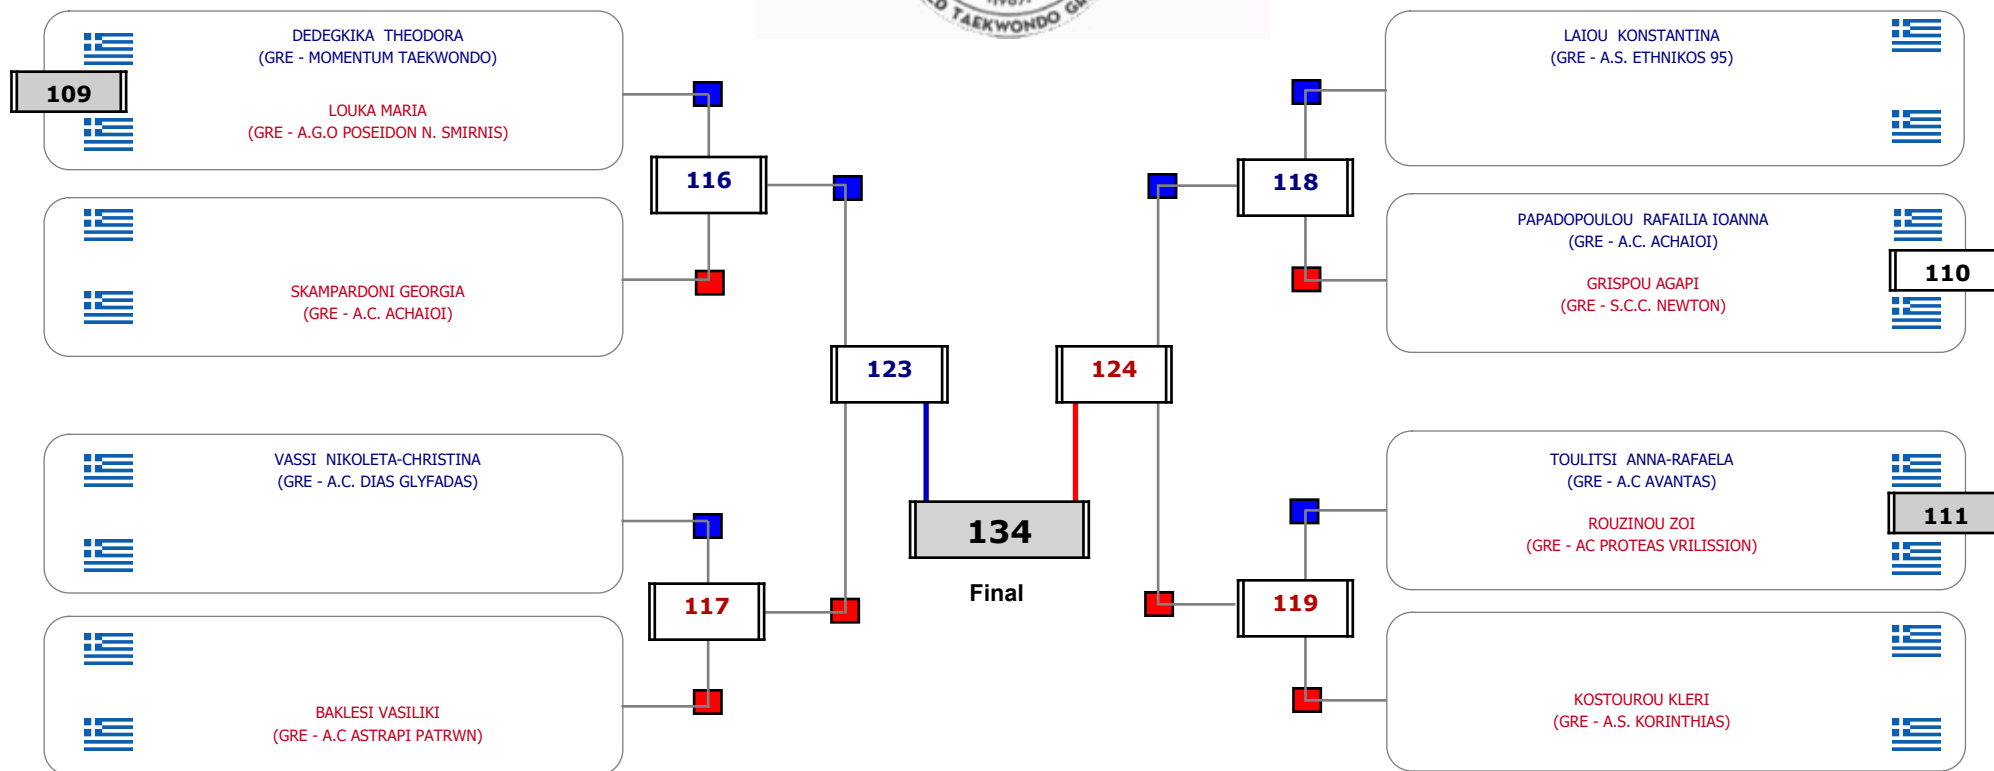 TAEKWONDO
DEDEGKIKA THEODORA
(GRE - MOMENTUM TAEKWONDO)
109
LOUKA MARIA
(GRE - A.G.O POSEIDON N. SMIRNIS)
116
SKAMPARDONI GEORGIA
(GRE - A.C. ACHAIOI)
123
VASSI NIKOLETA-CHRISTINA
(GRE - A.C. DIAS GLYFADAS)
117
BAKLESI VASILIKI
(GRE - A.C ASTRAPI PATRWN)
134
Final
LAIOU KONSTANTINA
(GRE - A.S. ETHNIKOS 95)
118
PAPADOPOULOU RAFAILIA IOANNA
(GRE - A.C. ACHAIOI)
110
GRISPOU AGAPI
(GRE - S.C.C. NEWTON)
124
TOULITSI ANNA-RAFAELA
(GRE - A.C AVANTAS)
111
ROUZINOU ZOI
(GRE - AC PROTEAS VRILISSION)
119
KOSTOUROU KLERI
(GRE - A.S. KORINTHIAS)